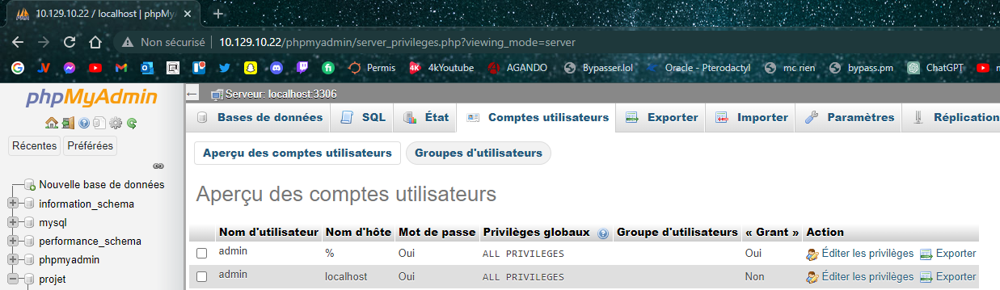 10.129.10.22 / localhost | phpMy
Non sécurisé 10.129.10.22/phpmyadmin/server_privileges.php?viewing_mode=server
Permis 4kYoutube AGANDO Bypasser.lol Oracle - Pterodactyl mc rien bypass.pm ChatGPT
phpMyAdmin
Récentes Préférées
Nouvelle base de données
information_schema
mysql
performance_schema
phpmyadmin
projet
Serveur: localhost:3306
Bases de données SQL État Comptes utilisateurs Exporter Importer Paramètres Réplication
Aperçu des comptes utilisateurs Groupes d'utilisateurs
Aperçu des comptes utilisateurs
Nom d'utilisateur Nom d'hôte Mot de passe Privilèges globaux Groupe d'utilisateurs « Grant » Action
admin % Oui ALL PRIVILEGES Oui Éditer les privilèges Exporter
admin localhost Oui ALL PRIVILEGES Non Éditer les privilèges Exporter